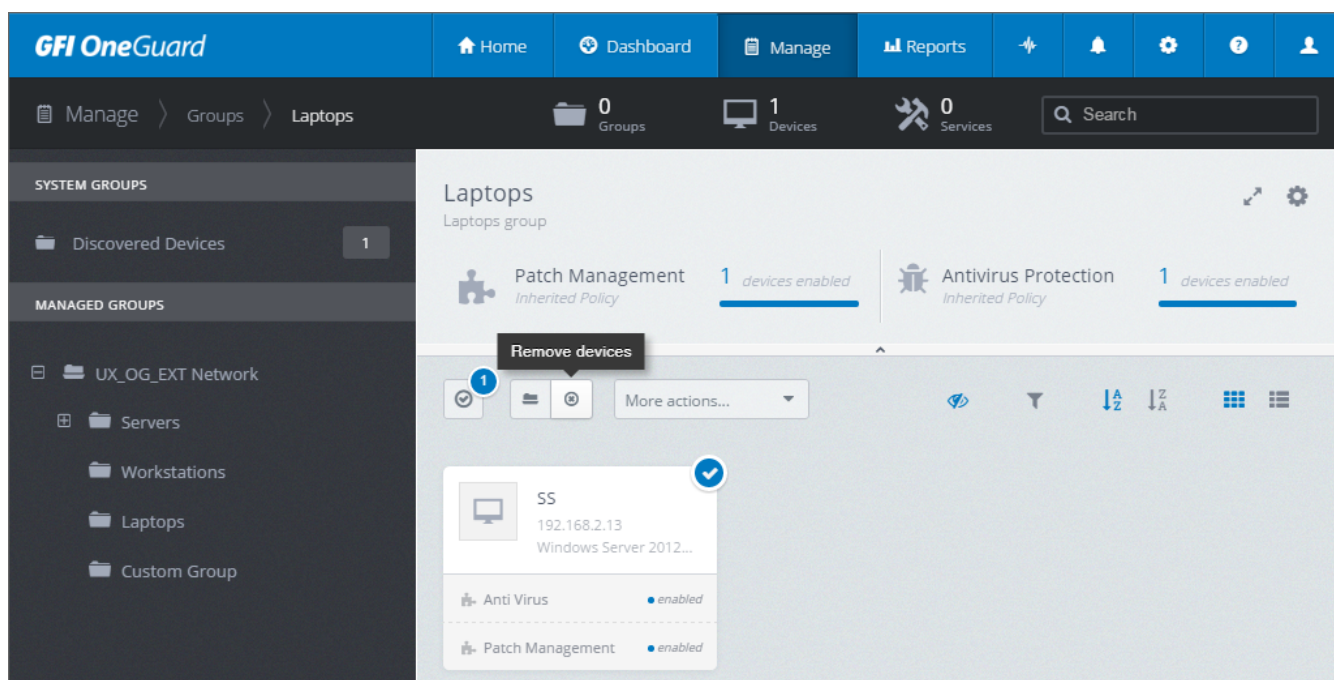 GFI OneGuard
Home
Dashboard
Manage
Reports
Manage
Groups
Laptops
0
Groups
1
Devices
0
Services
Search
SYSTEM GROUPS
Discovered Devices
1
MANAGED GROUPS
UX_OG_EXT Network
Servers
Workstations
Laptops
Custom Group
Laptops
Laptops group
Patch Management
Inherited Policy
1 devices enabled
Antivirus Protection
Inherited Policy
1 devices enabled
Remove devices
1
More actions...
A
Z
Z
A
SS
192.168.2.13
Windows Server 2012...
Anti Virus
enabled
Patch Management
enabled